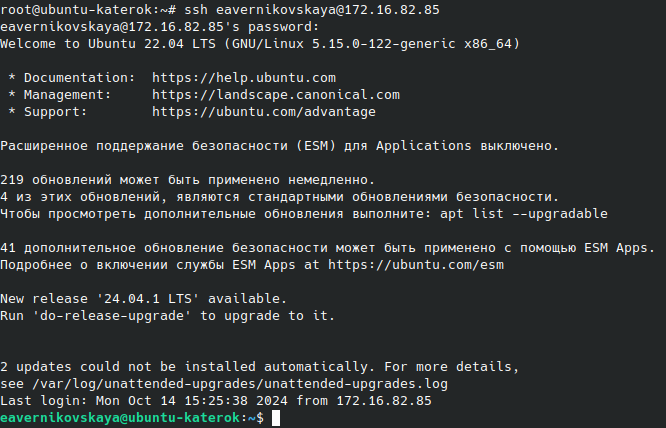 root@ubuntu-katerok:~# ssh eavernikovskaya@172.16.82.85
eavernikovskaya@172.16.82.85's password:
Welcome to Ubuntu 22.04 LTS (GNU/Linux 5.15.0-122-generic x86_64)
* Documentation:  https://help.ubuntu.com
* Management:     https://landscape.canonical.com
* Support:        https://ubuntu.com/advantage
Расширенное поддержание безопасности (ESM) для Applications выключено.
219 обновлений может быть применено немедленно.
4 из этих обновлений, являются стандартными обновлениями безопасности.
Чтобы просмотреть дополнительные обновления выполните: apt list --upgradable
41 дополнительное обновление безопасности может быть применено с помощью ESM Apps.
Подробнее о включении службы ESM Apps at https://ubuntu.com/esm
New release '24.04.1 LTS' available.
Run 'do-release-upgrade' to upgrade to it.
2 updates could not be installed automatically. For more details,
see /var/log/unattended-upgrades/unattended-upgrades.log
Last login: Mon Oct 14 15:25:38 2024 from 172.16.82.85
eavernikovskaya@ubuntu-katerok:~$